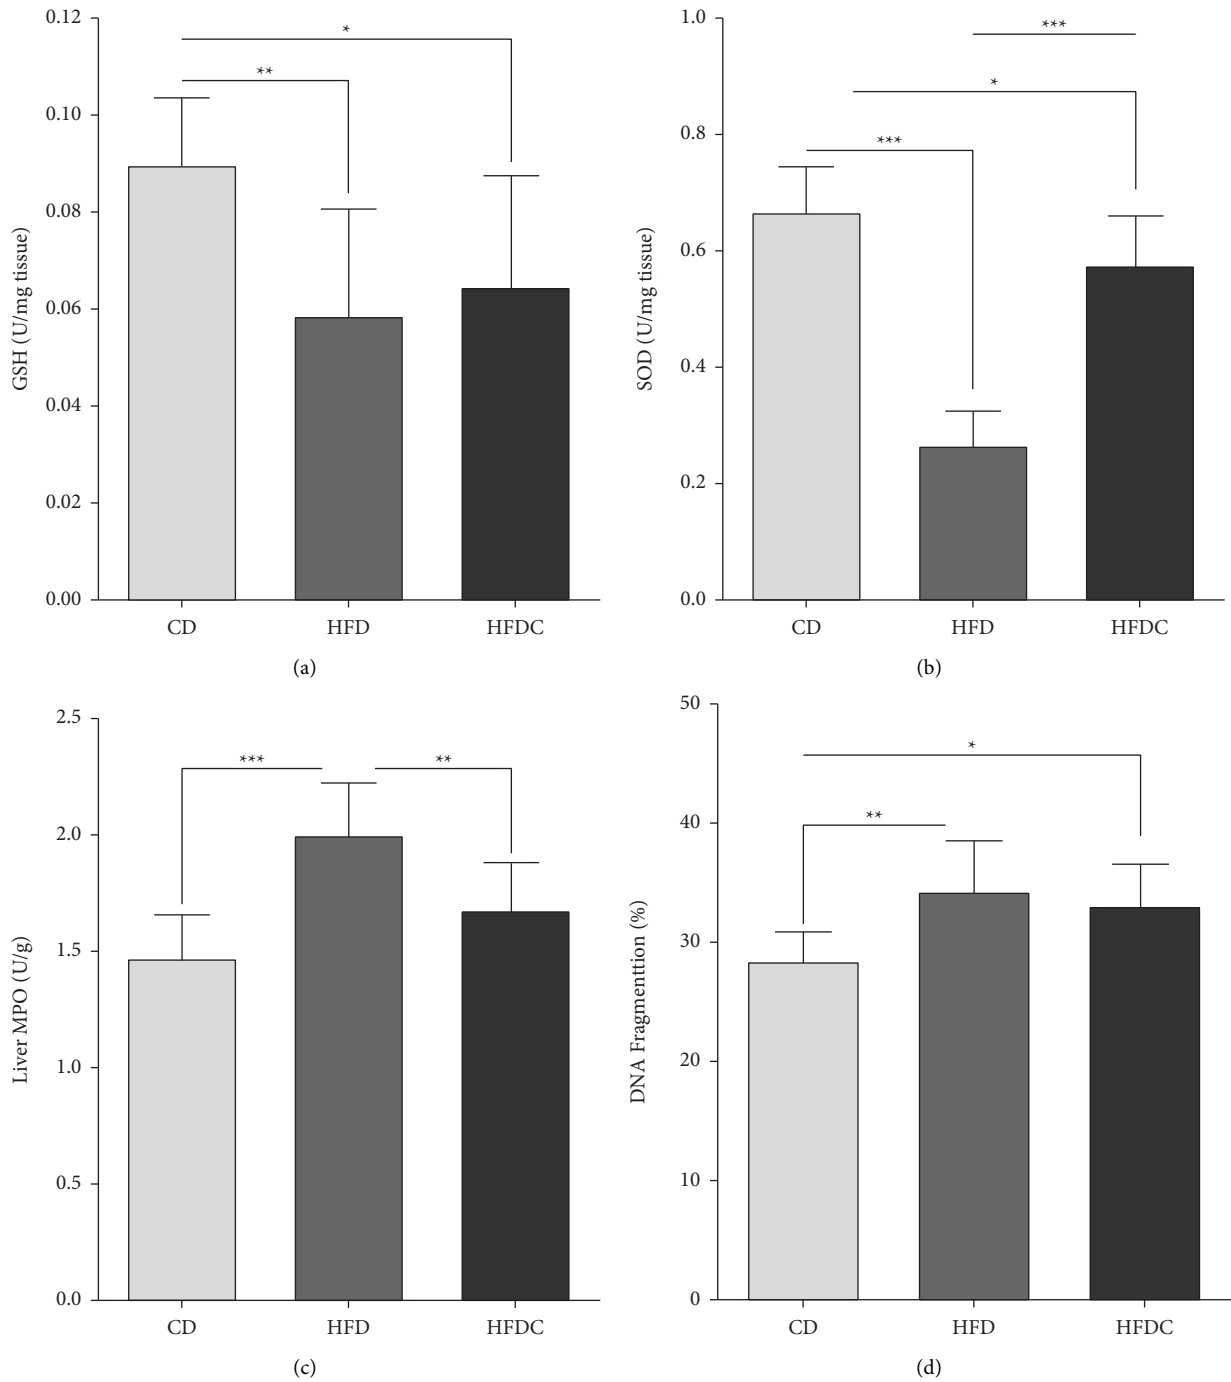 0.12
0.10
0.08
0.06
0.04
0.02
0.00
GSH (U/mg tissue)
*
**
CD
HFD
HFDC
(a)
1.0
0.8
0.6
0.4
0.2
0.0
SOD (U/mg tissue)
***
*
***
CD
HFD
HFDC
(b)
2.5
2.0
1.5
1.0
0.5
0.0
Liver MPO (U/g)
***
**
CD
HFD
HFDC
(c)
50
40
30
20
10
0
DNA Fragmenttion (%)
*
**
CD
HFD
HFDC
(d)